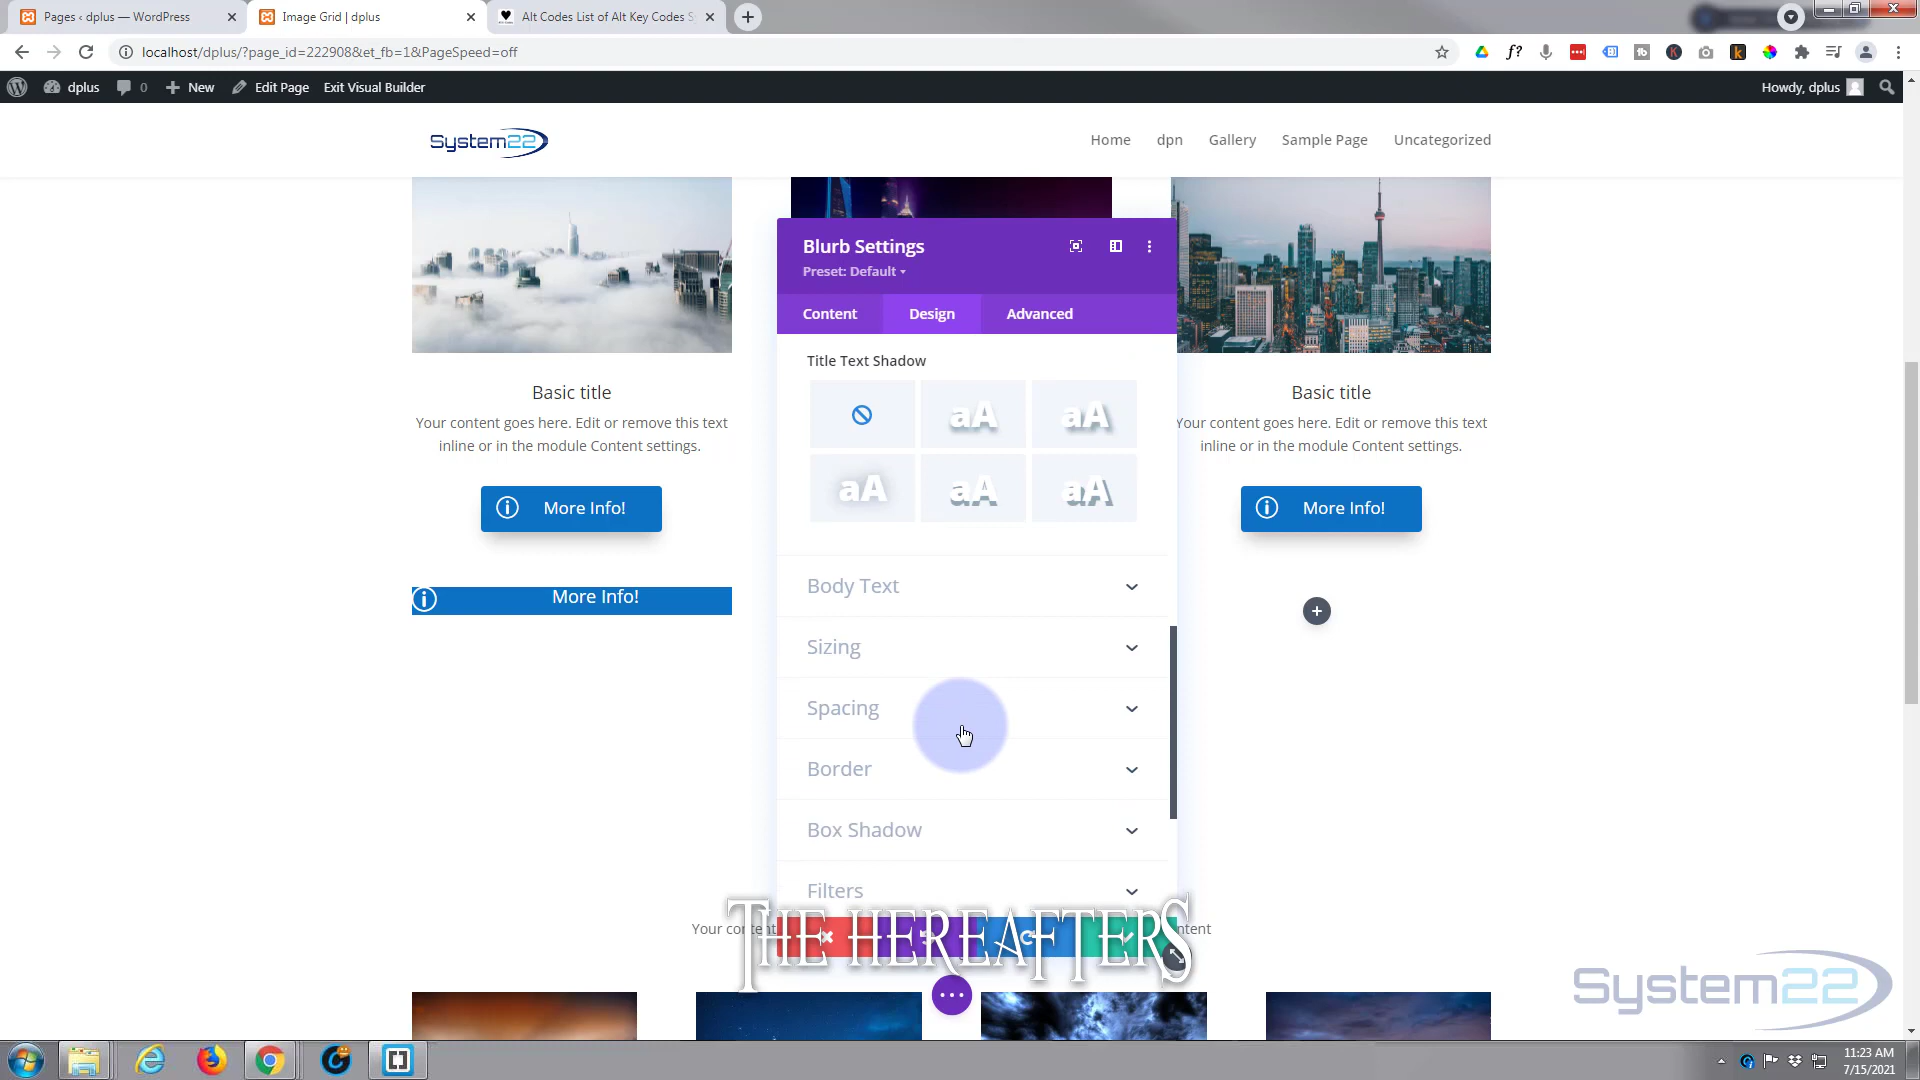 Pages ‹ dplus — WordPress
Image Grid | dplus
Alt Codes List of Alt Key Codes S
localhost/dplus/?page_id=222908&et_fb=1&PageSpeed=off
dplus
0
New
Edit Page
Exit Visual Builder
Howdy, dplus
System22
Home
dpn
Gallery
Sample Page
Uncategorized
Blurb Settings
Preset: Default
Content
Design
Advanced
Title Text Shadow
aA
aA
aA
aA
aA
Body Text
Sizing
Spacing
Border
Box Shadow
Filters
Basic title
Your content goes here. Edit or remove this text
inline or in the module Content settings.
More Info!
More Info!
Basic title
Your content goes here. Edit or remove this text
inline or in the module Content settings.
More Info!
Your content
THE HEREAFTERS
System22
11:23 AM
7/15/2021